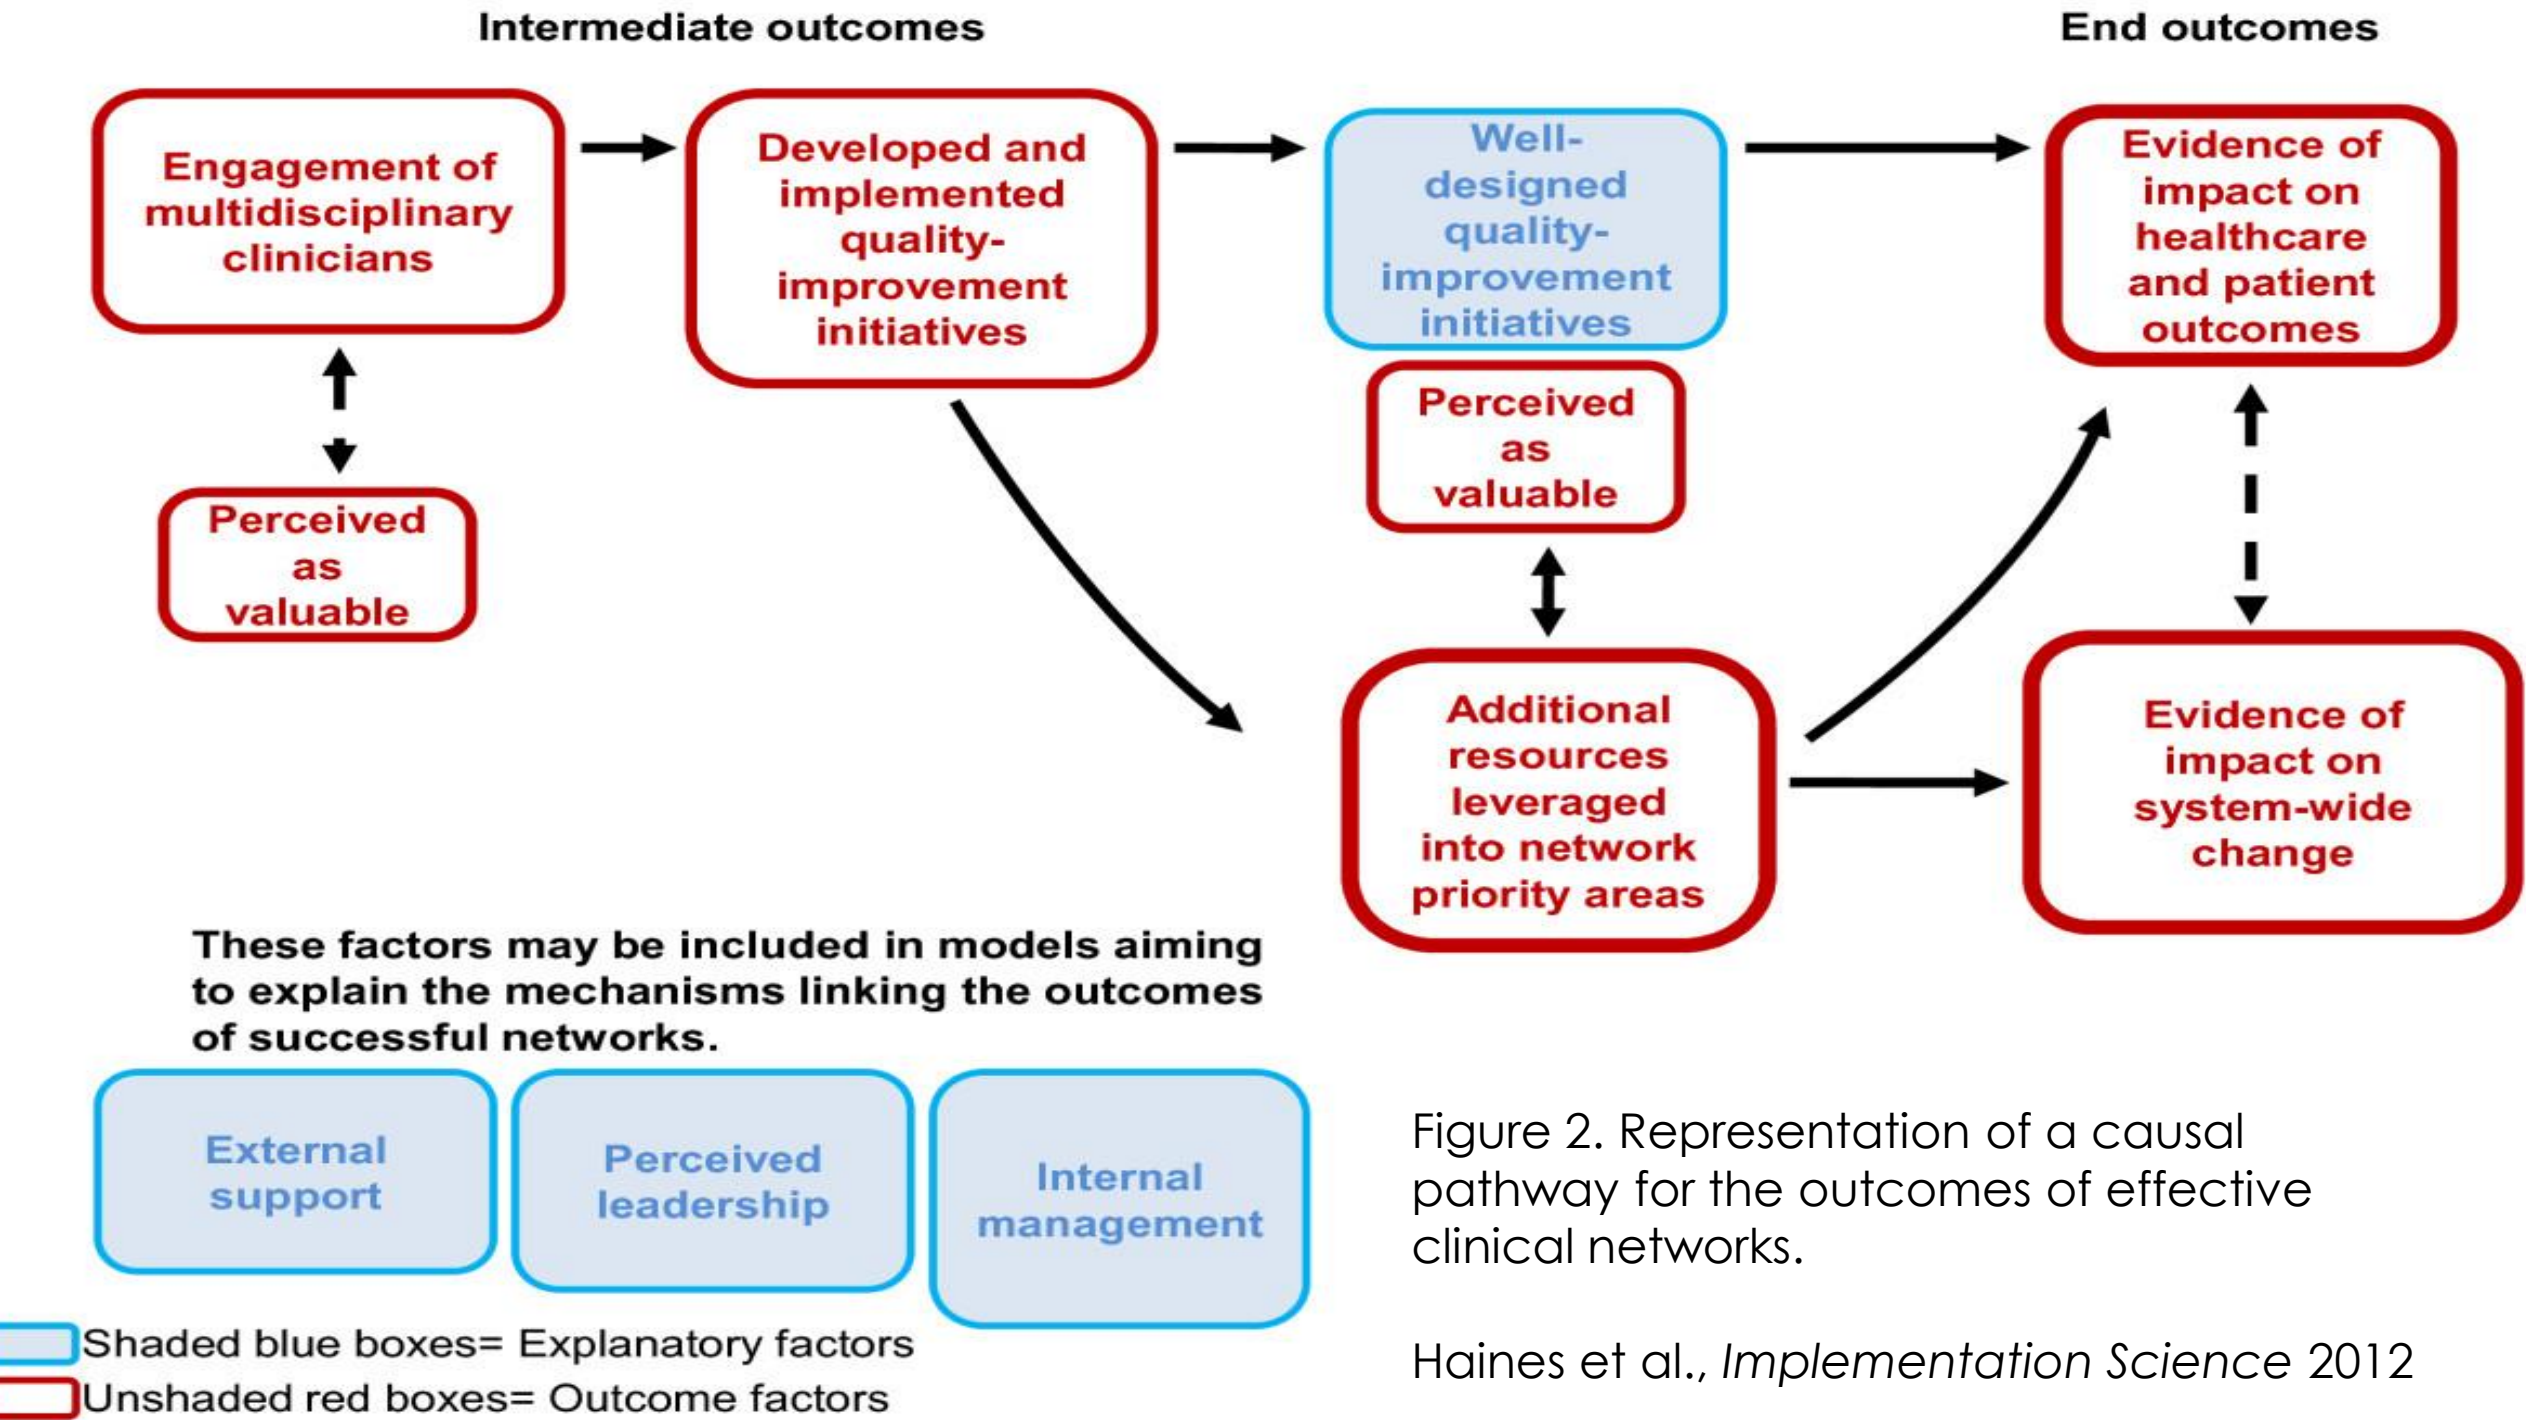 Intermediate outcomes
End outcomes
Engagement of
multidisciplinary
clinicians
Developed and
implemented
quality-
improvement
initiatives
Well-
designed
quality-
improvement
initiatives
Evidence of
impact on
healthcare
and patient
outcomes
Perceived
as
valuable
Perceived
as
valuable
Additional
resources
leveraged
into network
priority areas
Evidence of
impact on
system-wide
change
These factors may be included in models aiming
to explain the mechanisms linking the outcomes
of successful networks.
External
support
Perceived
leadership
Internal
management
Shaded blue boxes= Explanatory factors
Unshaded red boxes= Outcome factors
Figure 2. Representation of a causal
pathway for the outcomes of effective
clinical networks.
Haines et al., Implementation Science 2012